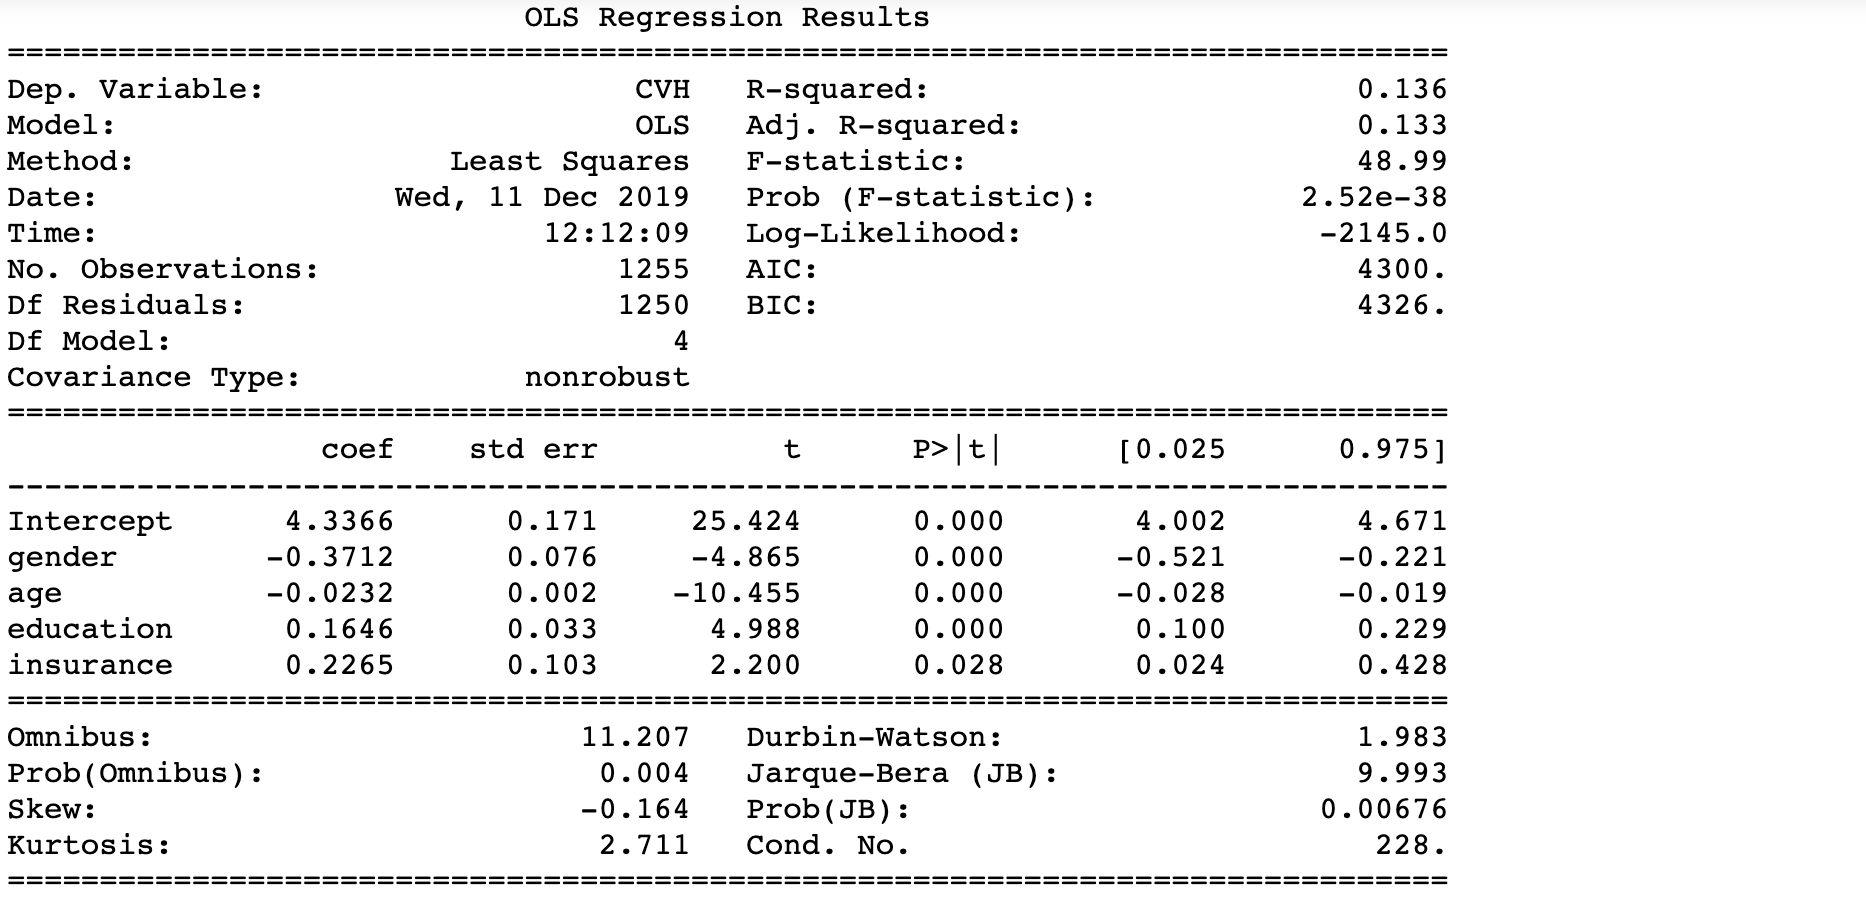 OLS Regression Results
==============================================================================
Dep. Variable: CVH R-squared: 0.136
Model: OLS Adj. R-squared: 0.133
Method: Least Squares F-statistic: 48.99
Date: Wed, 11 Dec 2019 Prob (F-statistic): 2.52e-38
Time: 12:12:09 Log-Likelihood: -2145.0
No. Observations: 1255 AIC: 4300.
Df Residuals: 1250 BIC: 4326.
Df Model: 4
Covariance Type: nonrobust
==============================================================================
coef std err t P>|t| [0.025 0.975]
------------------------------------------------------------------------------
Intercept 4.3366 0.171 25.424 0.000 4.002 4.671
gender -0.3712 0.076 -4.865 0.000 -0.521 -0.221
age -0.0232 0.002 -10.455 0.000 -0.028 -0.019
education 0.1646 0.033 4.988 0.000 0.100 0.229
insurance 0.2265 0.103 2.200 0.028 0.024 0.428
==============================================================================
Omnibus: 11.207 Durbin-Watson: 1.983
Prob(Omnibus): 0.004 Jarque-Bera (JB): 9.993
Skew: -0.164 Prob(JB): 0.00676
Kurtosis: 2.711 Cond. No. 228.
==============================================================================